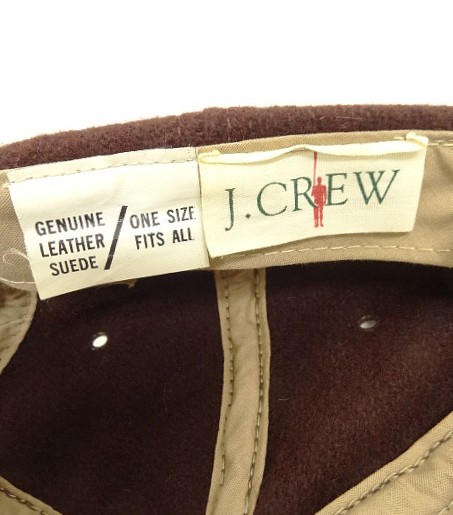 GENUINE
LEATHER
SUEDE
/
ONE SIZE
FITS ALL
J.CREW